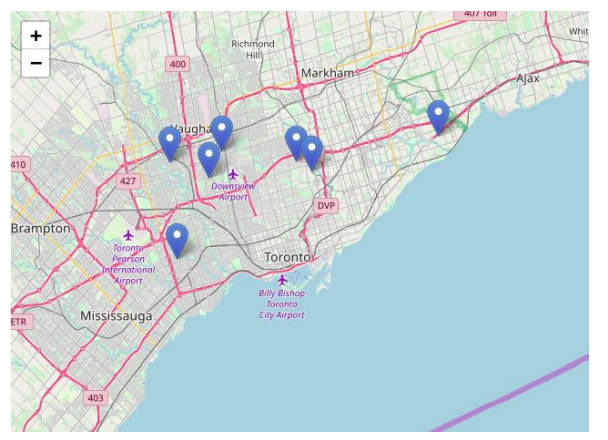 +
−
407 Toll
Whit
Richmond
Hill
400
Markham
Ajax
Vaugha
410
427
Downsview
Airport
DVP
Brampton
Toronto
Pearson
International
Airport
Toronto
Billy Bishop
Toronto
City Airport
ETR
Mississauga
403